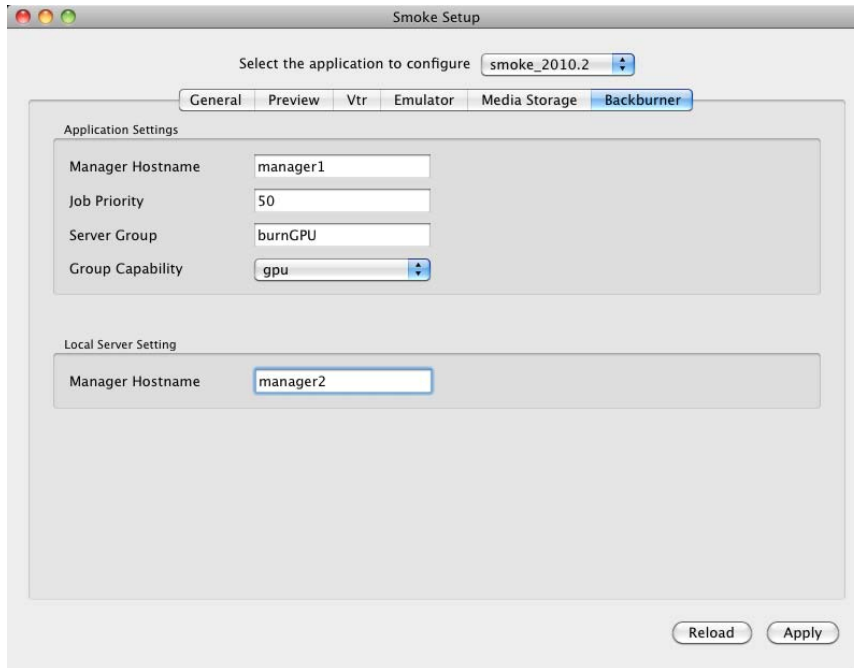 Smoke Setup
Select the application to configure smoke_2010.2
General Preview Vtr Emulator Media Storage Backburner
Application Settings
Manager Hostname manager1
Job Priority 50
Server Group burnGPU
Group Capability gpu
Local Server Setting
Manager Hostname manager2
Reload Apply